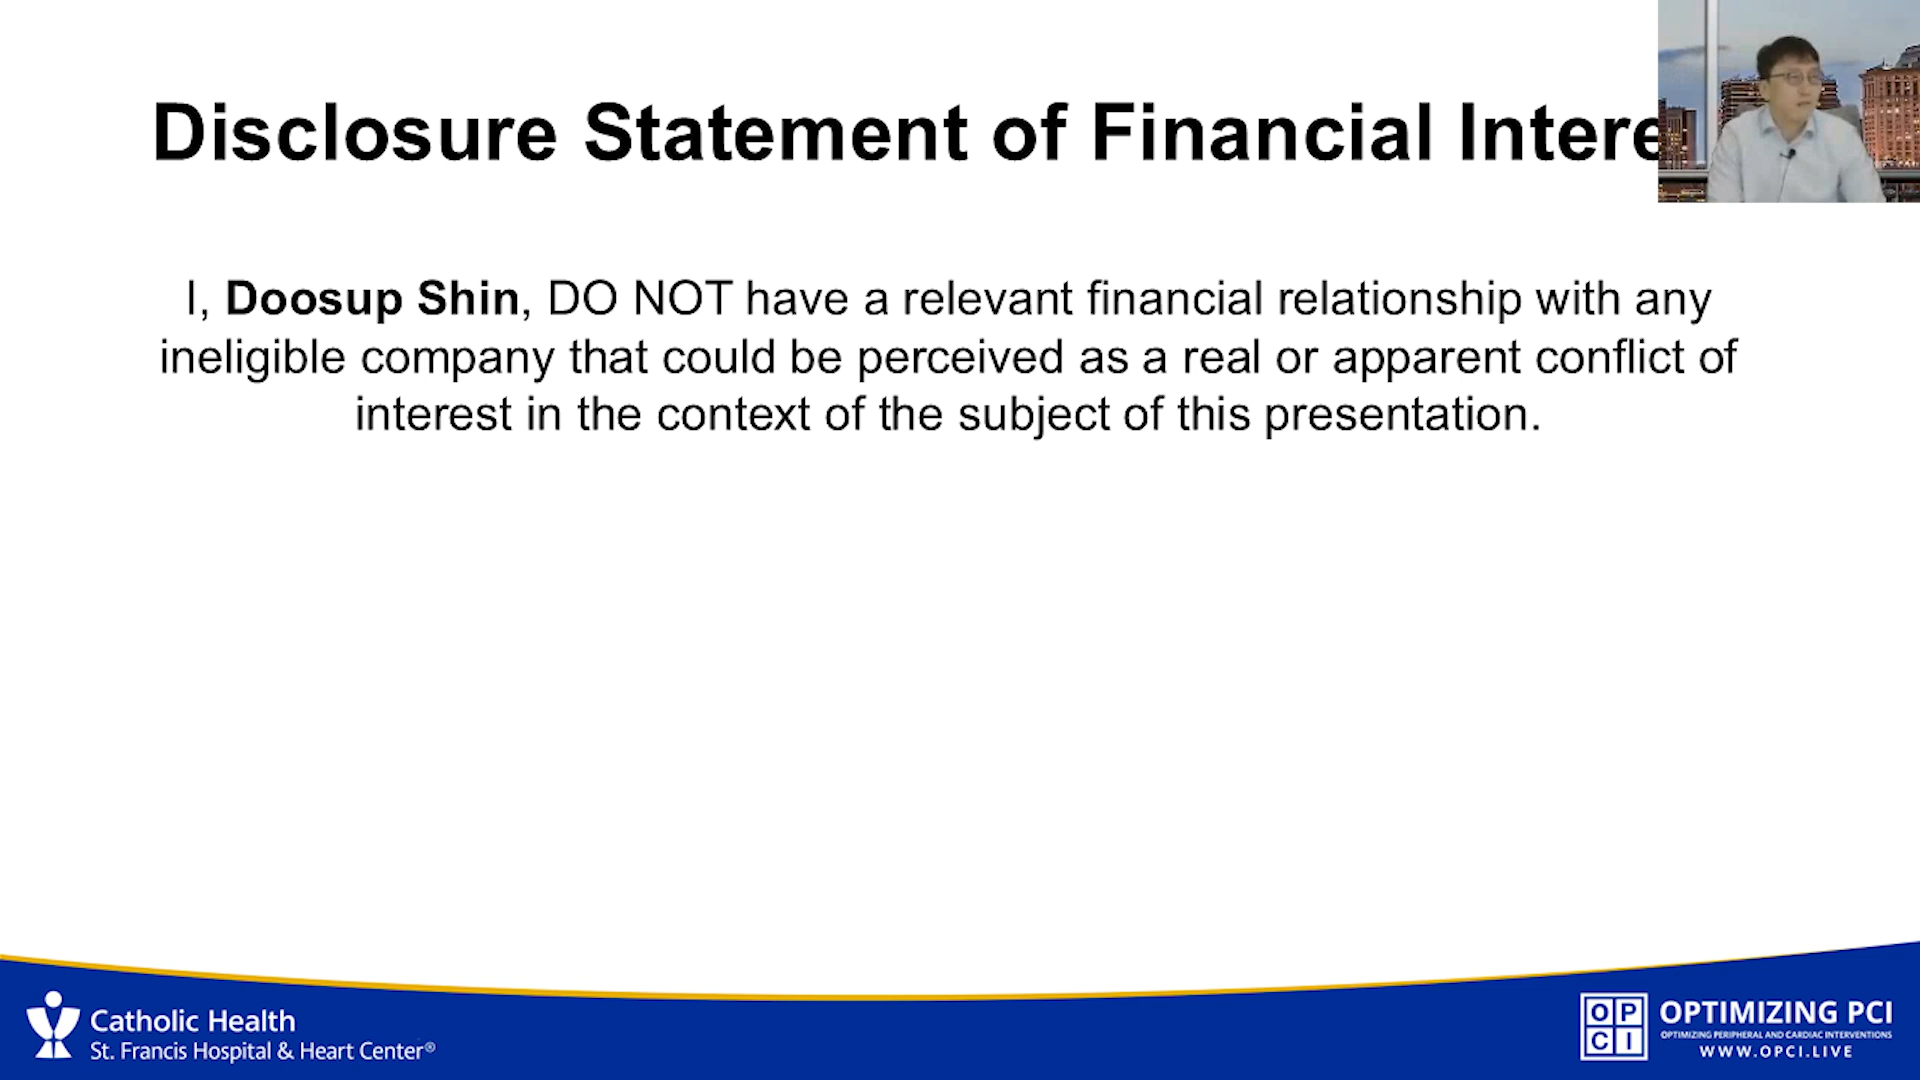 Disclosure Statement of Financial Intere
I, Doosup Shin, DO NOT have a relevant financial relationship with any
ineligible company that could be perceived as a real or apparent conflict of
interest in the context of the subject of this presentation.
Catholic Health
St. Francis Hospital & Heart Center®
OP
CI
OPTIMIZING PCI
OPTIMIZING PERIPHERAL AND CARDIAC INTERVENTIONS
WWW.OPCI.LIVE